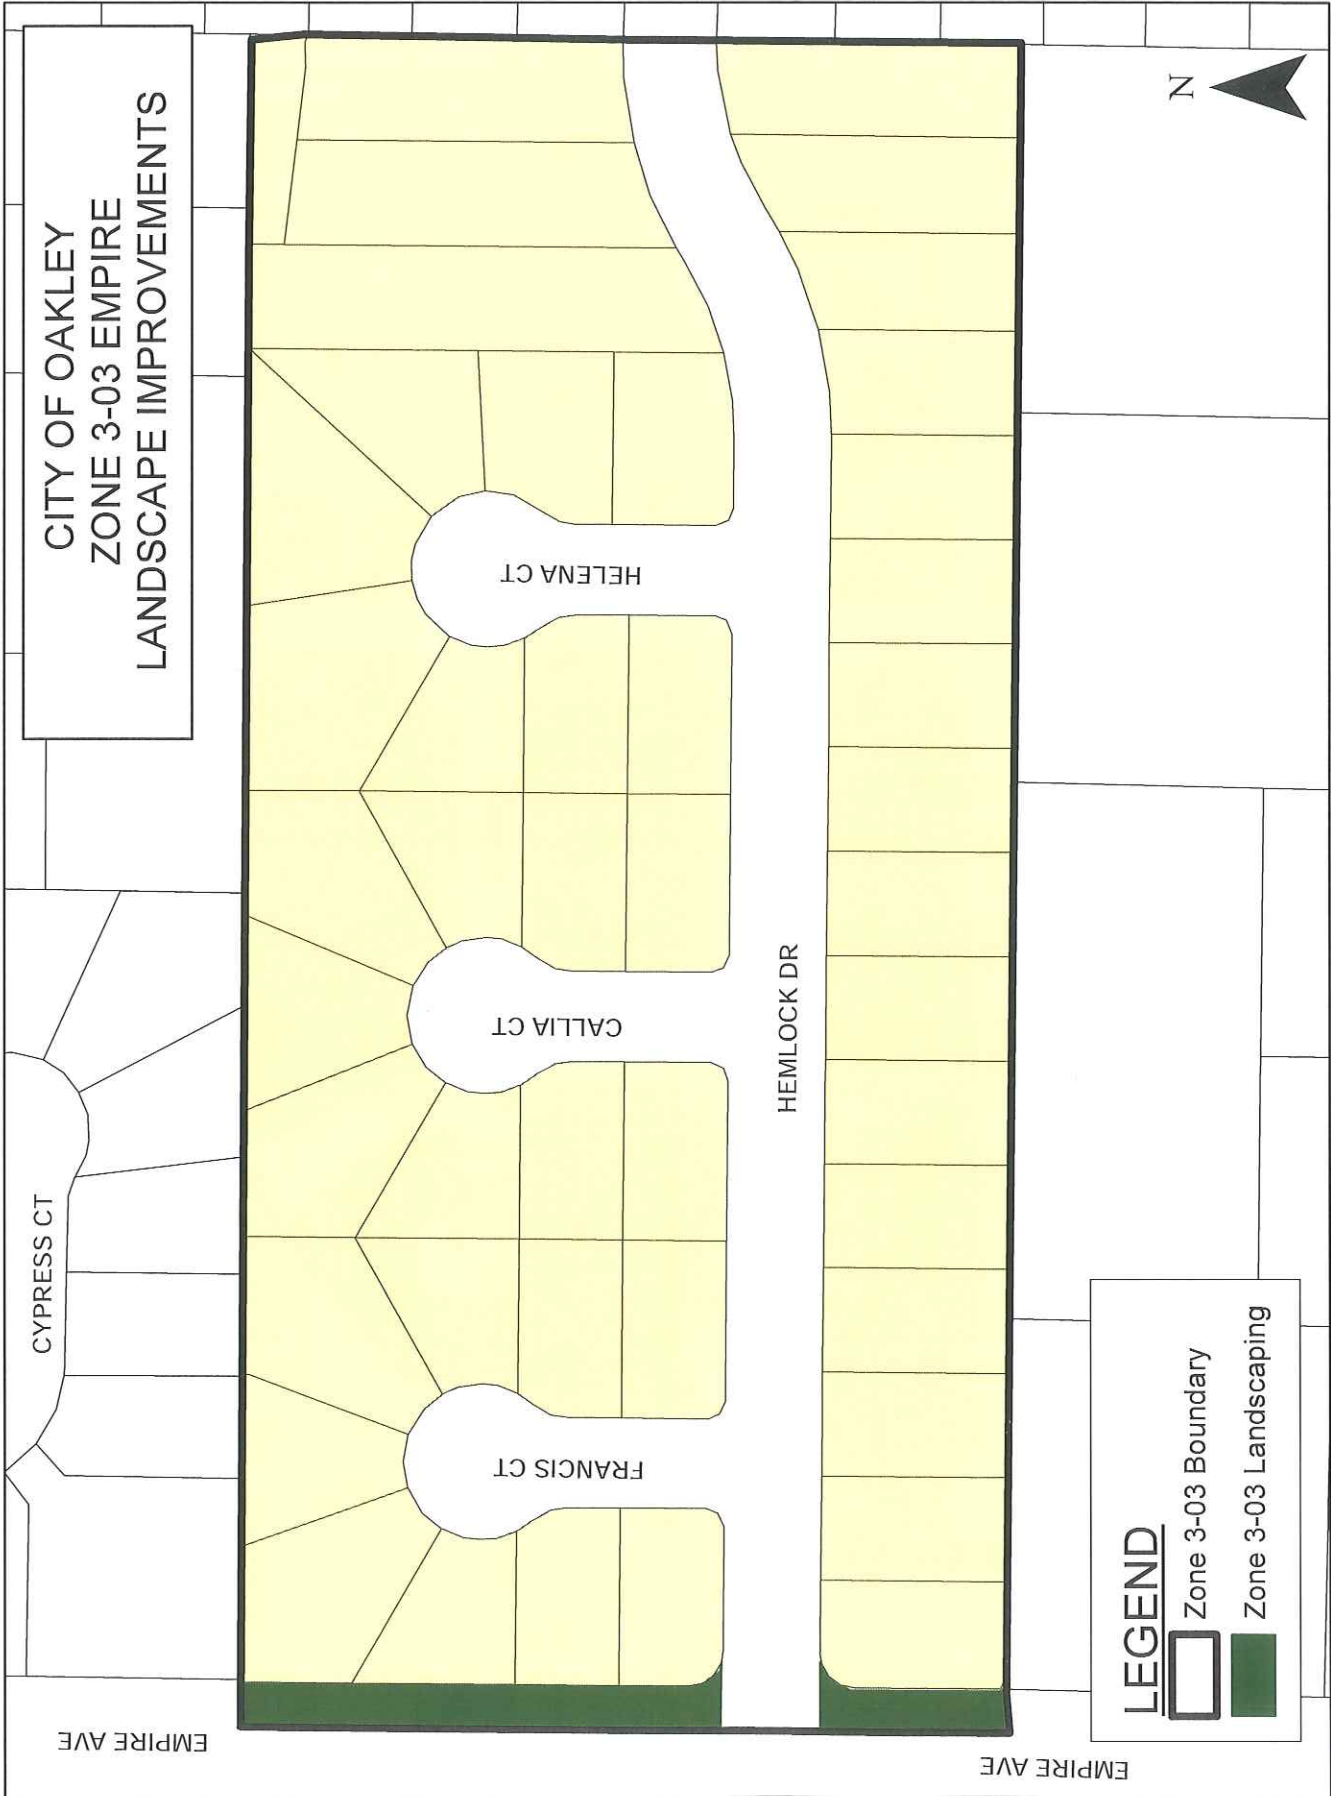 CITY OF OAKLEY
ZONE 3-03 EMPIRE
LANDSCAPE IMPROVEMENTS
N
CYPRESS CT
EMPIRE AVE
HELENA CT
CALLIA CT
FRANCIS CT
HEMLOCK DR
EMPIRE AVE
LEGEND
Zone 3-03 Boundary
Zone 3-03 Landscaping